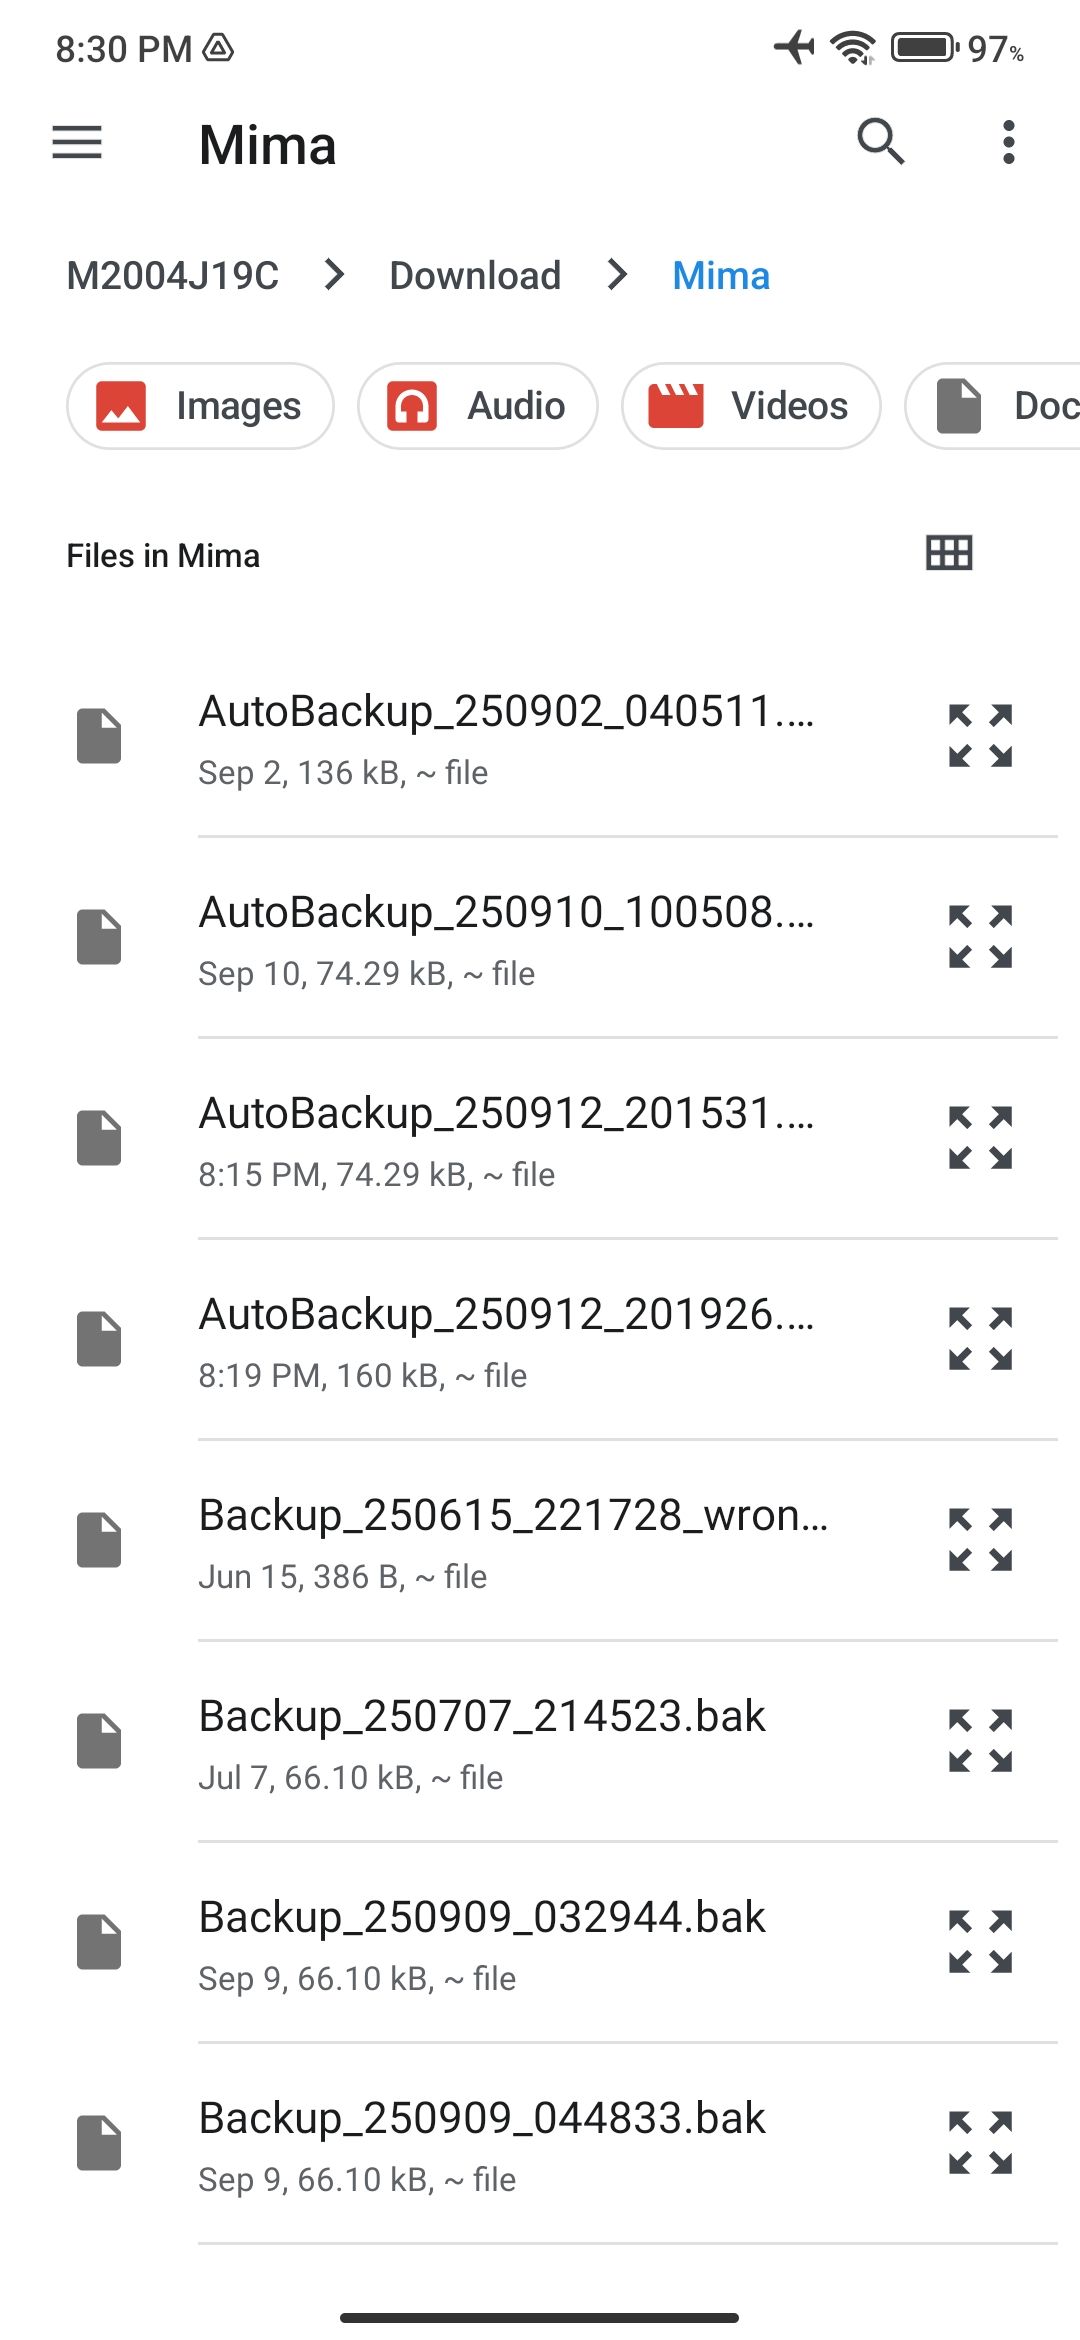 8:30 PM 97%
Mima
M2004J19C > Download > Mima
Images Audio Videos Doc
Files in Mima
AutoBackup_250902_040511....
Sep 2, 136 kB, ~ file
AutoBackup_250910_100508....
Sep 10, 74.29 kB, ~ file
AutoBackup_250912_201531....
8:15 PM, 74.29 kB, ~ file
AutoBackup_250912_201926....
8:19 PM, 160 kB, ~ file
Backup_250615_221728_wron...
Jun 15, 386 B, ~ file
Backup_250707_214523.bak
Jul 7, 66.10 kB, ~ file
Backup_250909_032944.bak
Sep 9, 66.10 kB, ~ file
Backup_250909_044833.bak
Sep 9, 66.10 kB, ~ file